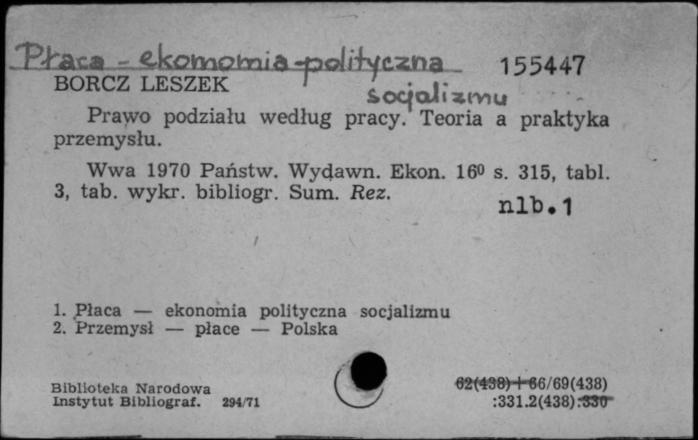 Płaca - ekonomia polityczna
socjalizmu
155447
BORCZ LESZEK
Prawo podziału według pracy. Teoria a praktyka
przemysłu.
Wwa 1970 Państw. Wydawn. Ekon. 16⁰ s. 315, tabl.
3, tab. wykr. bibliogr. Sum. Rez.
nlb.1
1. Płaca — ekonomia polityczna socjalizmu
2. Przemysł — płace — Polska
Biblioteka Narodowa
Instytut Bibliograf. 294/71
62(438)+66/69(438)
:331.2(438):330